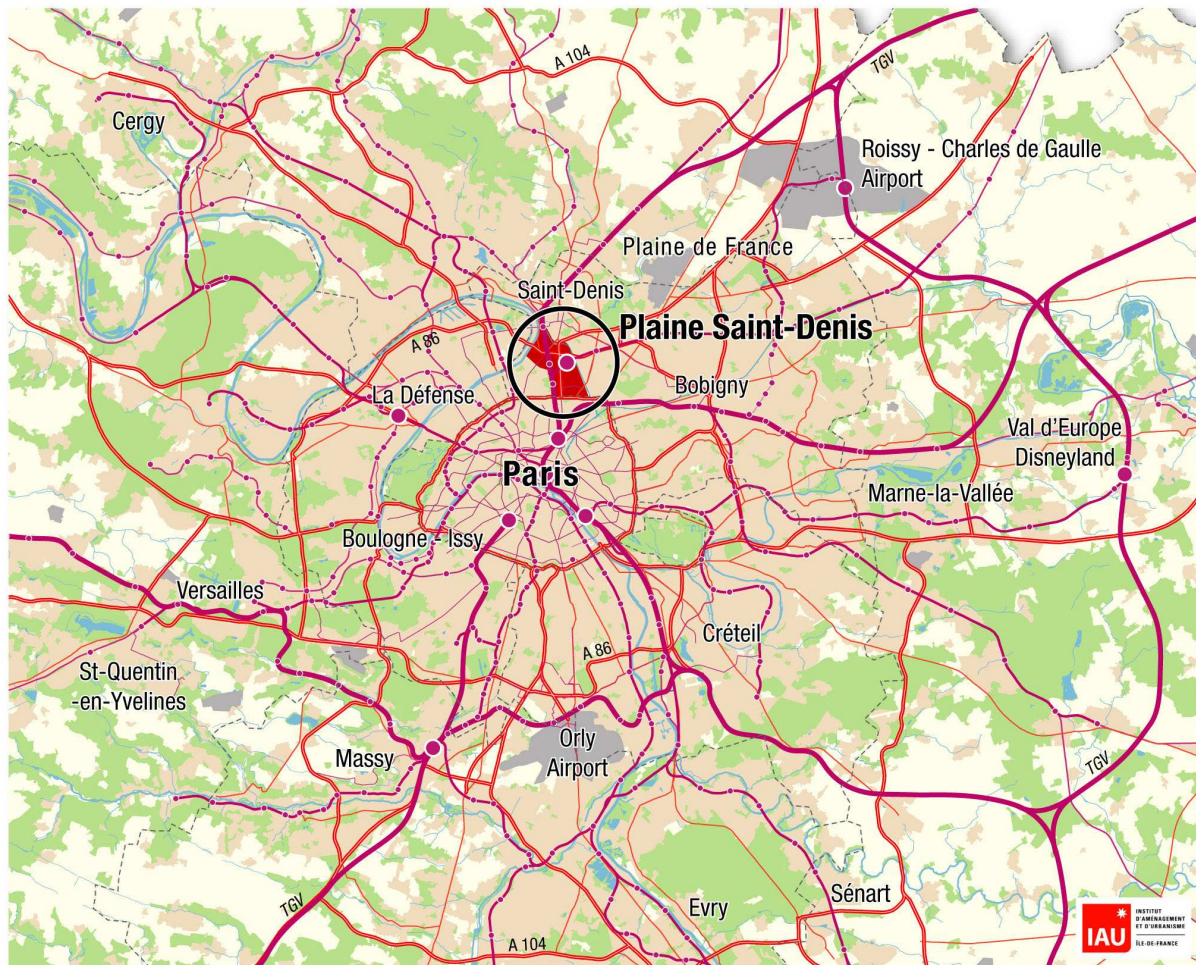 A 104
TGV
Cergy
Roissy - Charles de Gaulle
Airport
Plaine de France
Saint-Denis
Plaine Saint-Denis
A 86
La Défense
Bobigny
Val d'Europe
Disneyland
Paris
Marne-la-Vallée
Boulogne - Issy
Versailles
Créteil
A 86
St-Quentin
-en-Yvelines
Massy
Orly
Airport
TGV
TGV
Evry
Sénart
A 104
IAU
INSTITUT
D'AMÉNAGEMENT
ET D'URBANISME
ÎLE-DE-FRANCE